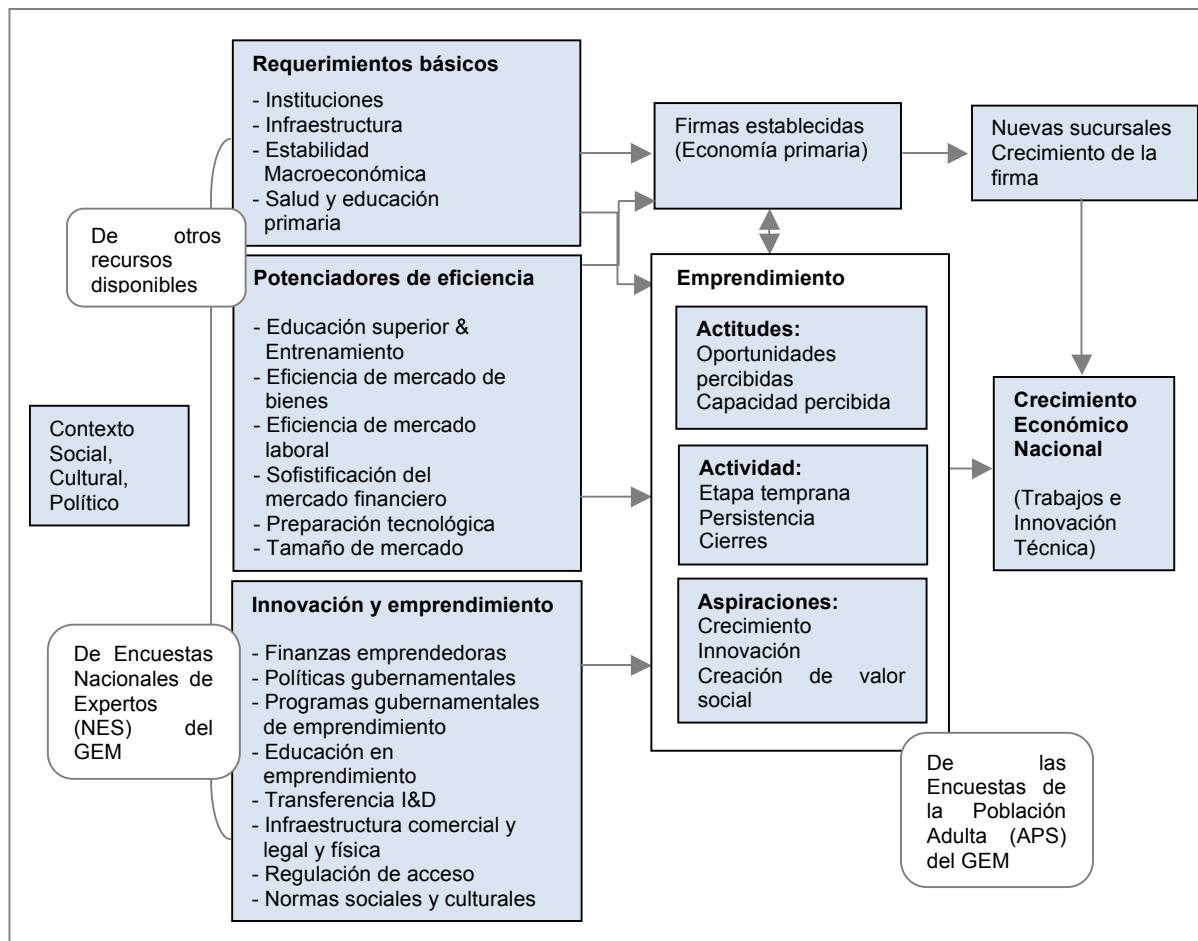 Requerimientos básicos
- Instituciones
- Infraestructura
- Estabilidad
Macroeconómica
- Salud y educación
primaria
Firmas establecidas
(Economía primaria)
Nuevas sucursales
Crecimiento de la
firma
De otros
recursos
disponibles
Potenciadores de eficiencia
- Educación superior &
Entrenamiento
- Eficiencia de mercado de
bienes
- Eficiencia de mercado
laboral
- Sofistificación del
mercado financiero
- Preparación tecnológica
- Tamaño de mercado
Emprendimiento
Actitudes:
Oportunidades
percibidas
Capacidad percibida
Actividad:
Etapa temprana
Persistencia
Cierres
Aspiraciones:
Crecimiento
Innovación
Creación de valor
social
Crecimiento
Económico
Nacional
(Trabajos e
Innovación
Técnica)
Contexto
Social,
Cultural,
Político
Innovación y emprendimiento
- Finanzas emprendedoras
- Políticas gubernamentales
- Programas gubernamentales
de emprendimiento
- Educación en
emprendimiento
- Transferencia I&D
- Infraestructura comercial y
legal y física
- Regulación de acceso
- Normas sociales y culturales
De Encuestas
Nacionales de
Expertos
(NES) del
GEM
De las
Encuestas de
la Población
Adulta (APS)
del GEM